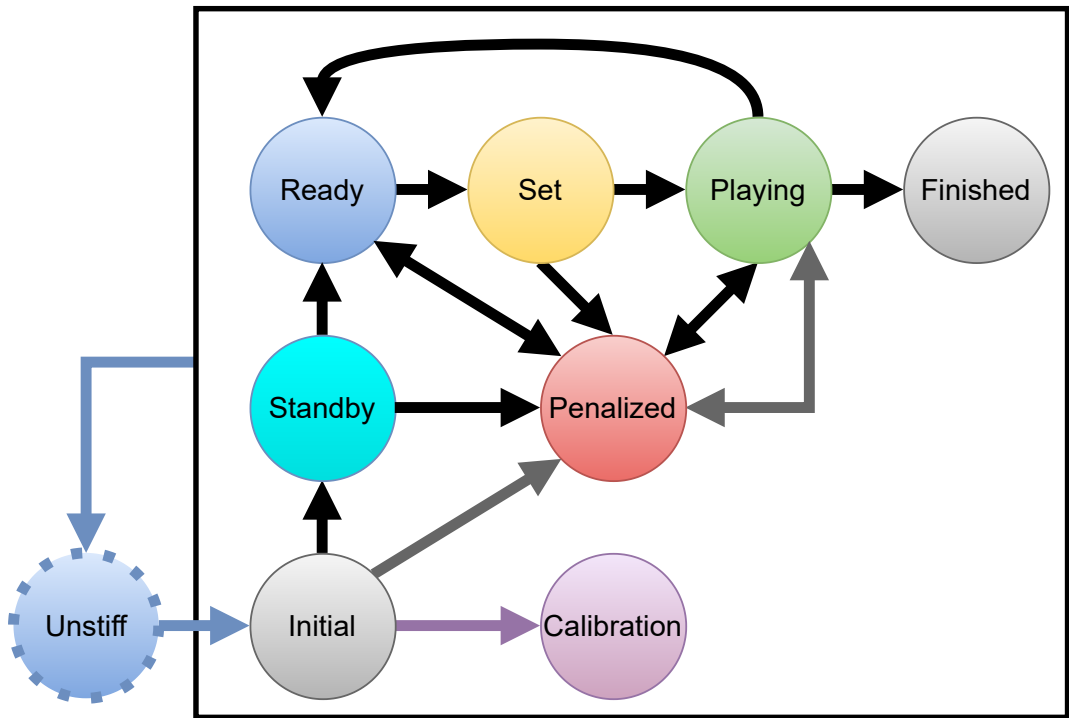 Ready
Set
Playing
Finished
Standby
Penalized
Unstiff
Initial
Calibration